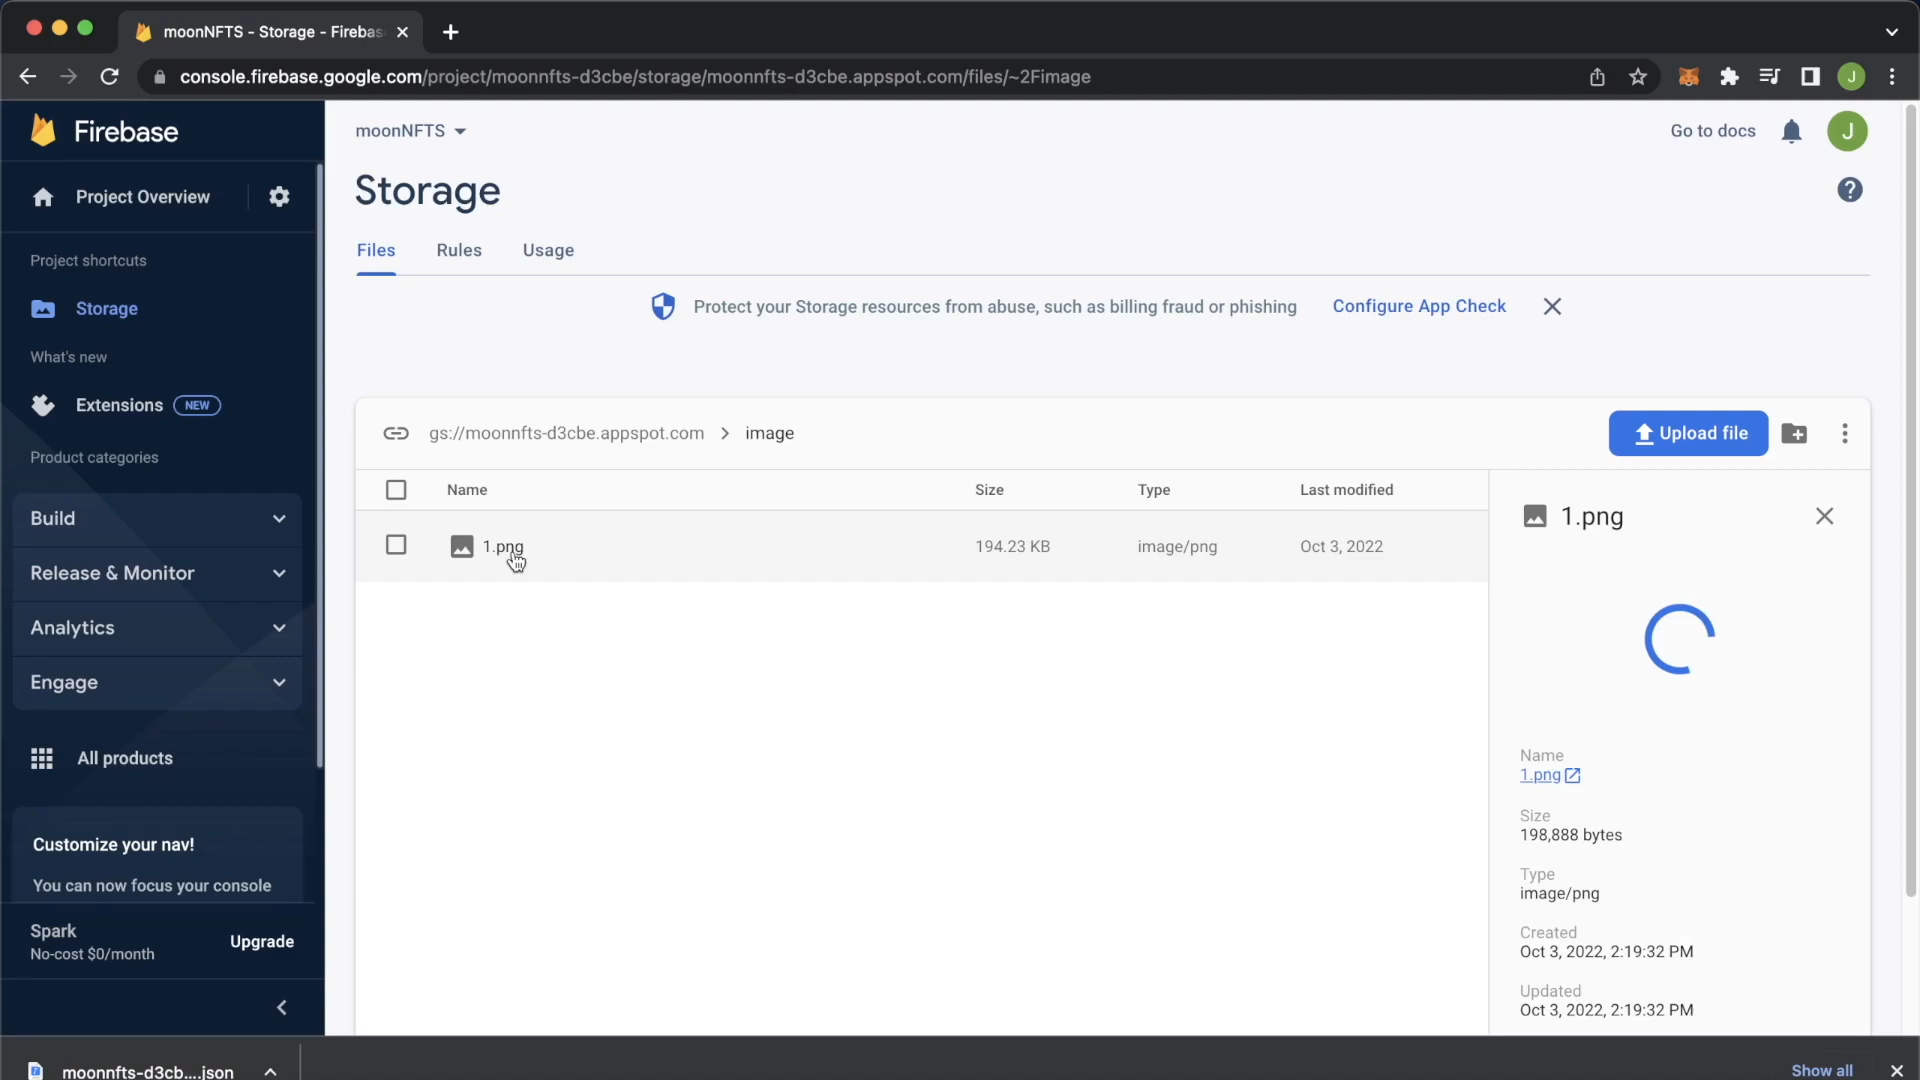 moonNFTS - Storage - Firebas
console.firebase.google.com/project/moonnfts-d3cbe/storage/moonnfts-d3cbe.appspot.com/files/~2Fimage
J
Firebase
moonNFTS
Go to docs
J
Project Overview
Storage
Files
Rules
Usage
Project shortcuts
Storage
Protect your Storage resources from abuse, such as billing fraud or phishing
Configure App Check
What's new
Extensions
NEW
Product categories
gs://moonnfts-d3cbe.appspot.com
image
Upload file
Name
Size
Type
Last modified
1.png
194.23 KB
image/png
Oct 3, 2022
1.png
Build
Release & Monitor
Analytics
Engage
All products
Name
1.png
Size
198,888 bytes
Type
image/png
Created
Oct 3, 2022, 2:19:32 PM
Updated
Oct 3, 2022, 2:19:32 PM
Customize your nav!
You can now focus your console
Spark
No-cost $0/month
Upgrade
moonnfts-d3cb....json
Show all